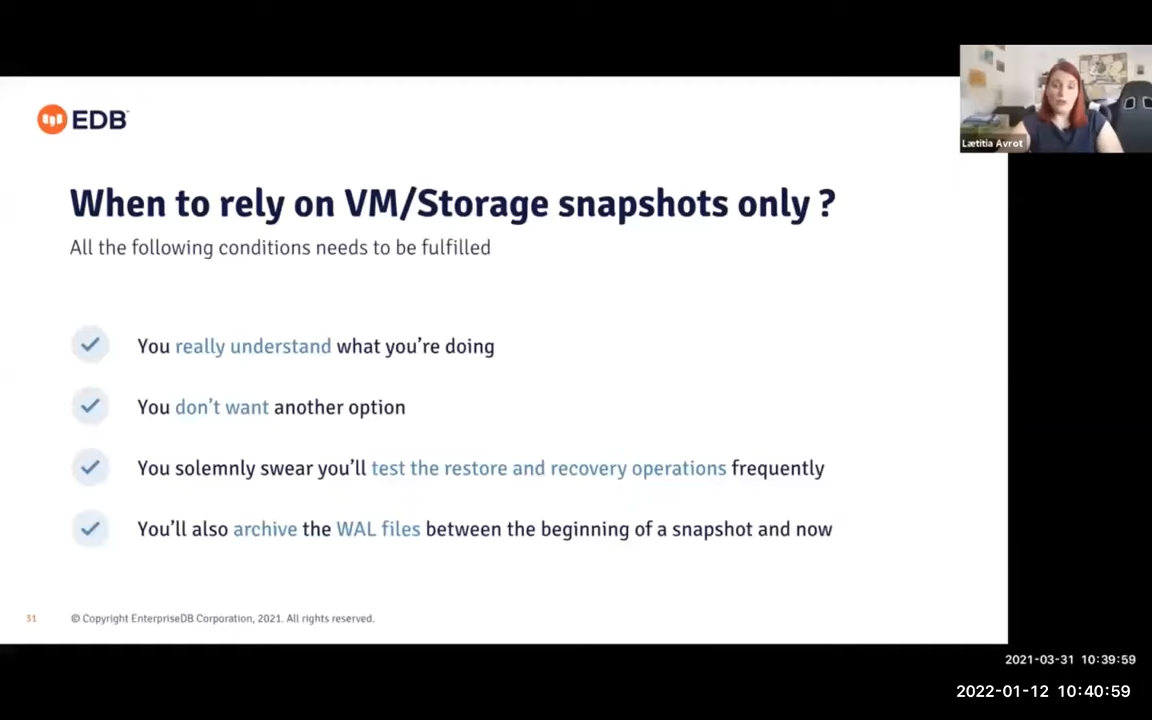 EDB
Lætitia Avrot
When to rely on VM/Storage snapshots only ?
All the following conditions needs to be fulfilled
You really understand what you're doing
You don't want another option
You solemnly swear you'll test the restore and recovery operations frequently
You'll also archive the WAL files between the beginning of a snapshot and now
31 © Copyright EnterpriseDB Corporation, 2021. All rights reserved.
2021-03-31 10:39:59
2022-01-12 10:40:59